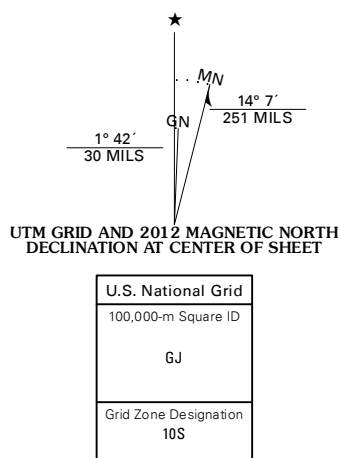 ★
MN
GN
14° 7´
251 MILS
1° 42´
30 MILS
UTM GRID AND 2012 MAGNETIC NORTH
DECLINATION AT CENTER OF SHEET
U.S. National Grid
100,000-m Square ID
GJ
Grid Zone Designation
10S